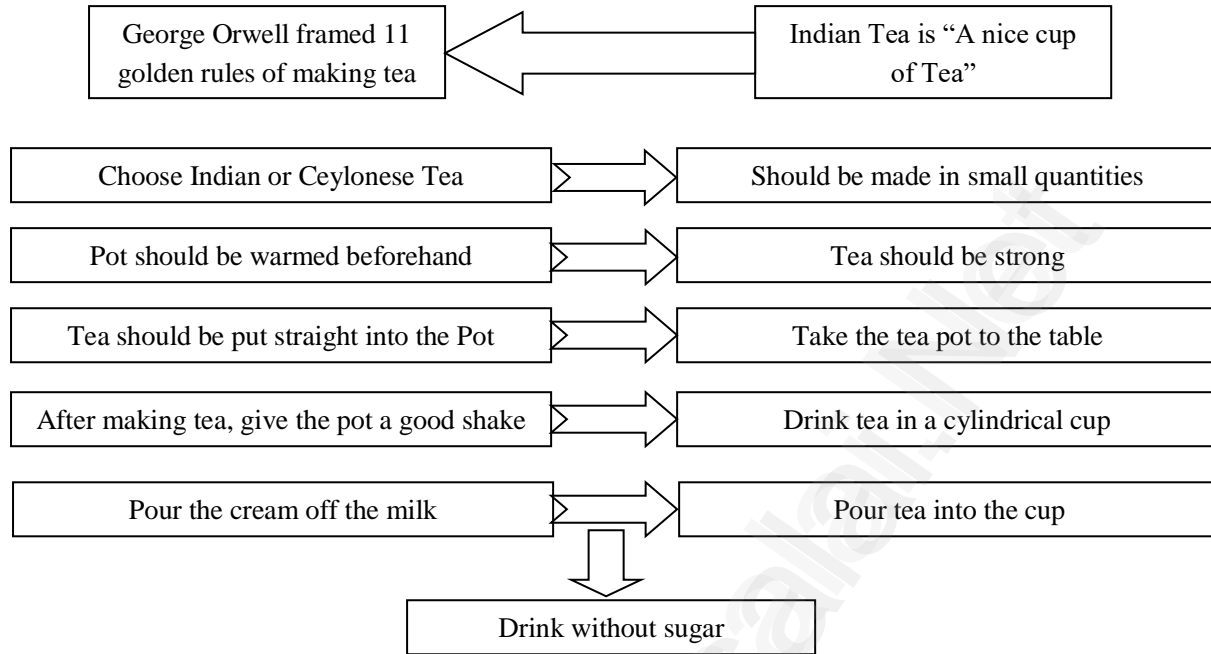 George Orwell framed 11
golden rules of making tea
Indian Tea is “A nice cup
of Tea”
Choose Indian or Ceylonese Tea
Should be made in small quantities
Pot should be warmed beforehand
Tea should be strong
Tea should be put straight into the Pot
Take the tea pot to the table
After making tea, give the pot a good shake
Drink tea in a cylindrical cup
Pour the cream off the milk
Pour tea into the cup
Drink without sugar